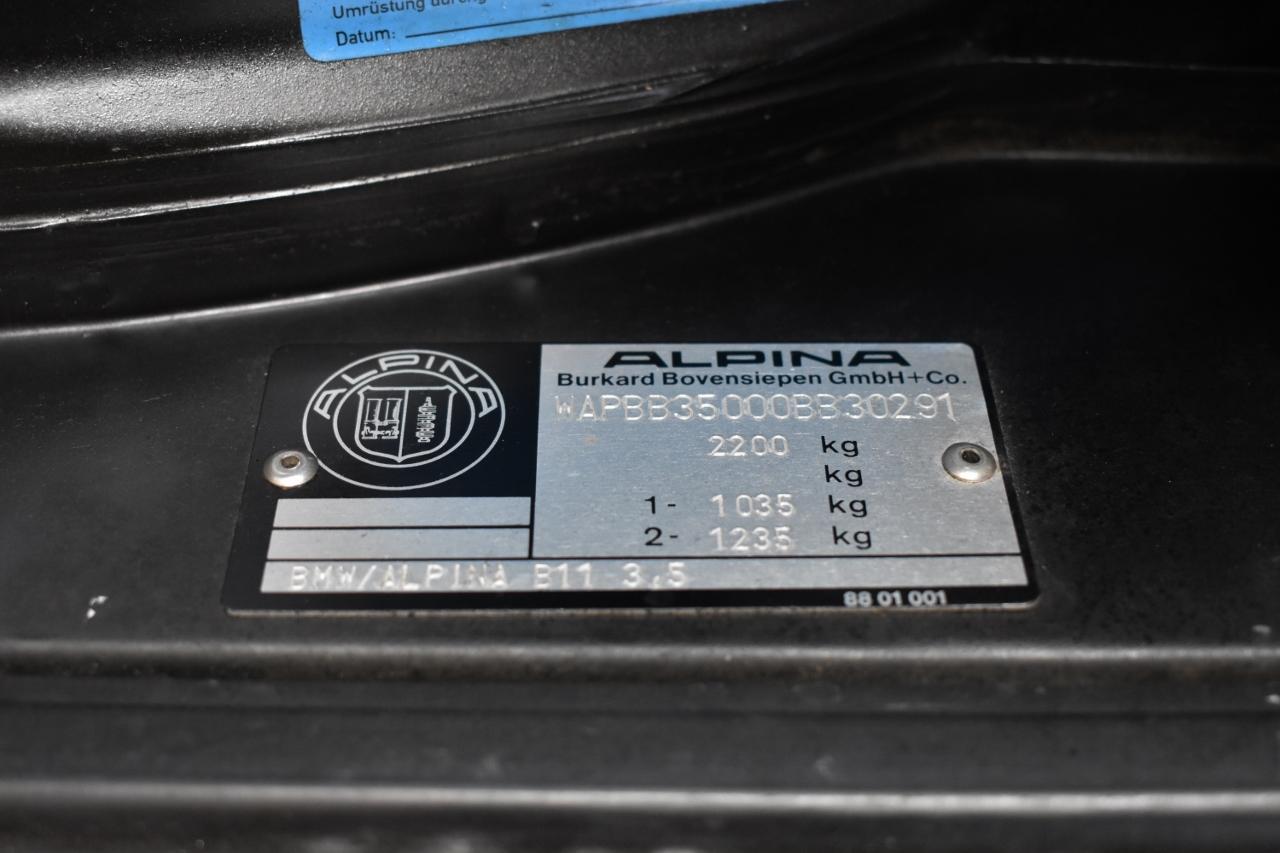 Umrüstung
Datum:
ALPINA
ALPINA
Burkard Bovensiepen GmbH+Co.
WAPBB35000BB30291
2200 kg
kg
1- 1035 kg
2- 1235 kg
BMW/ALPINA B11 3,5
88 01 001